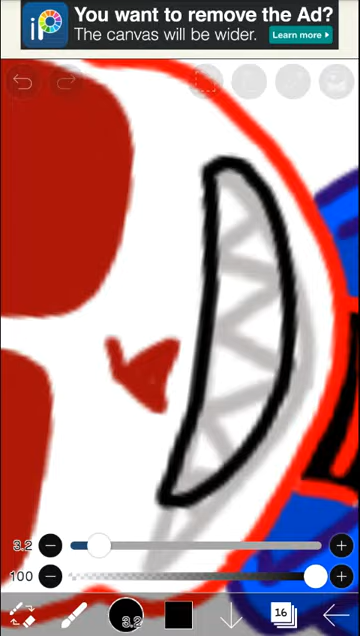 You want to remove the Ad?
iP The canvas will be wider. Learn more
3.2
100
3.2
16